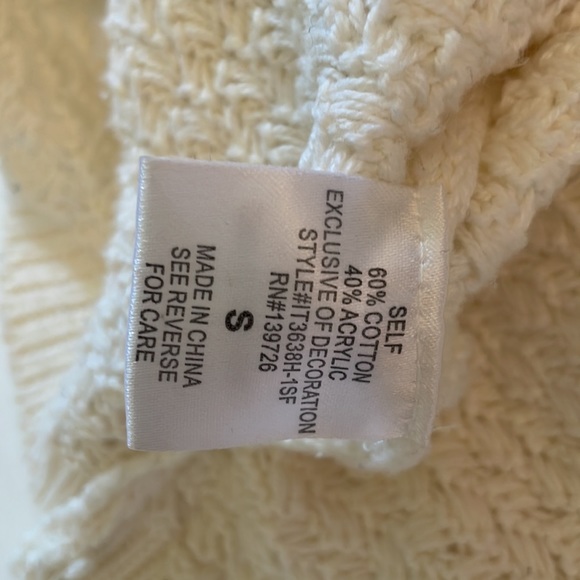 SELF
60% COTTON
40% ACRYLIC
EXCLUSIVE OF DECORATION
STYLE#IT3638H-1SF
RN#139726
S
MADE IN CHINA
SEE REVERSE
FOR CARE